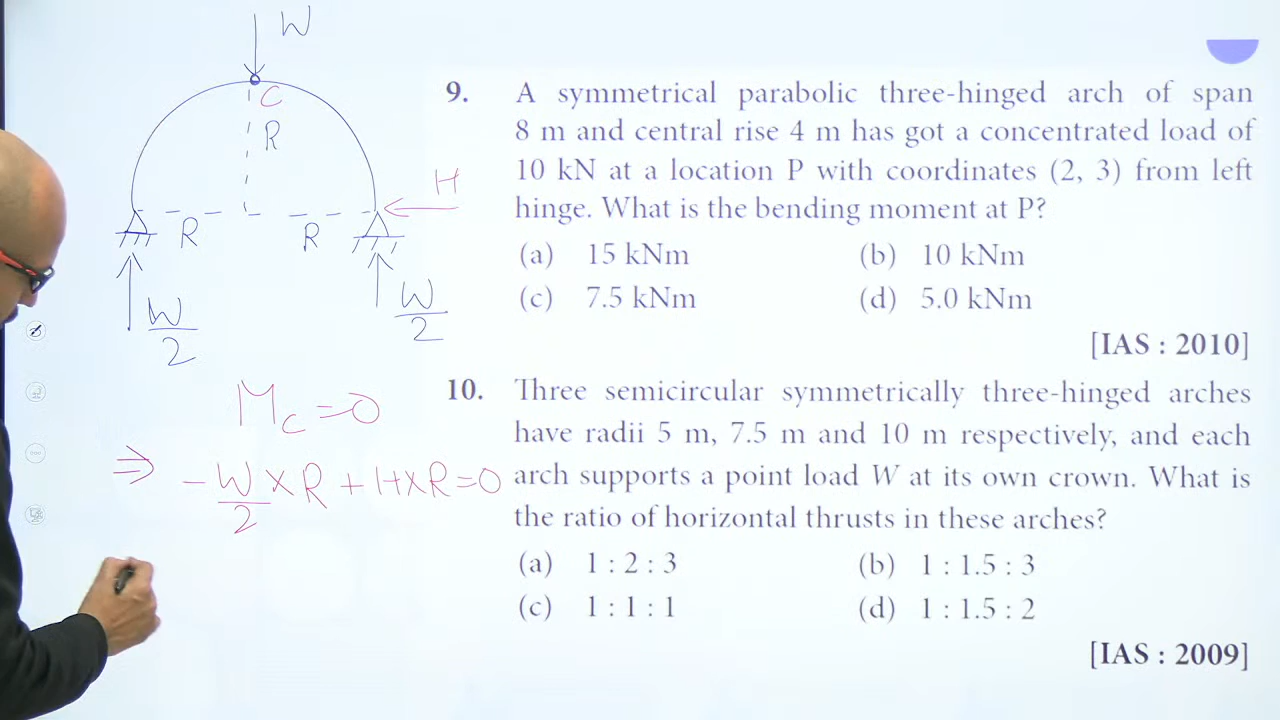 W
C
R
H
R R
W/2 W/2
M_C = 0
⇒ -W/2 × R + H × R = 0
9. A symmetrical parabolic three-hinged arch of span
8 m and central rise 4 m has got a concentrated load of
10 kN at a location P with coordinates (2, 3) from left
hinge. What is the bending moment at P?
(a) 15 kNm (b) 10 kNm
(c) 7.5 kNm (d) 5.0 kNm
[IAS : 2010]
10. Three semicircular symmetrically three-hinged arches
have radii 5 m, 7.5 m and 10 m respectively, and each
arch supports a point load W at its own crown. What is
the ratio of horizontal thrusts in these arches?
(a) 1 : 2 : 3 (b) 1 : 1.5 : 3
(c) 1 : 1 : 1 (d) 1 : 1.5 : 2
[IAS : 2009]